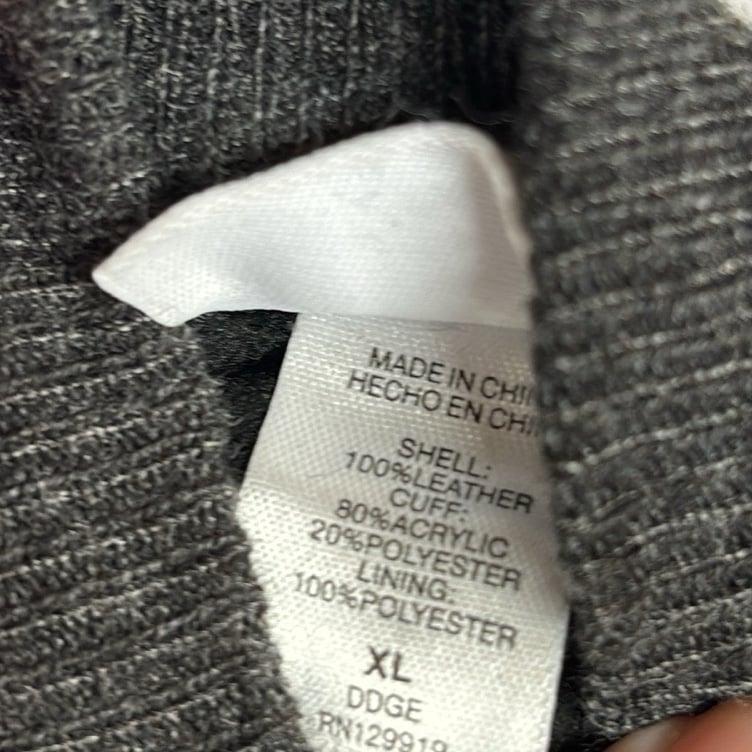 MADE IN CHI
HECHO EN CHI
SHELL:
100%LEATHER
CUFF:
80%ACRYLIC
20%POLYESTER
LINING:
100%POLYESTER
XL
DDGE
RN129919